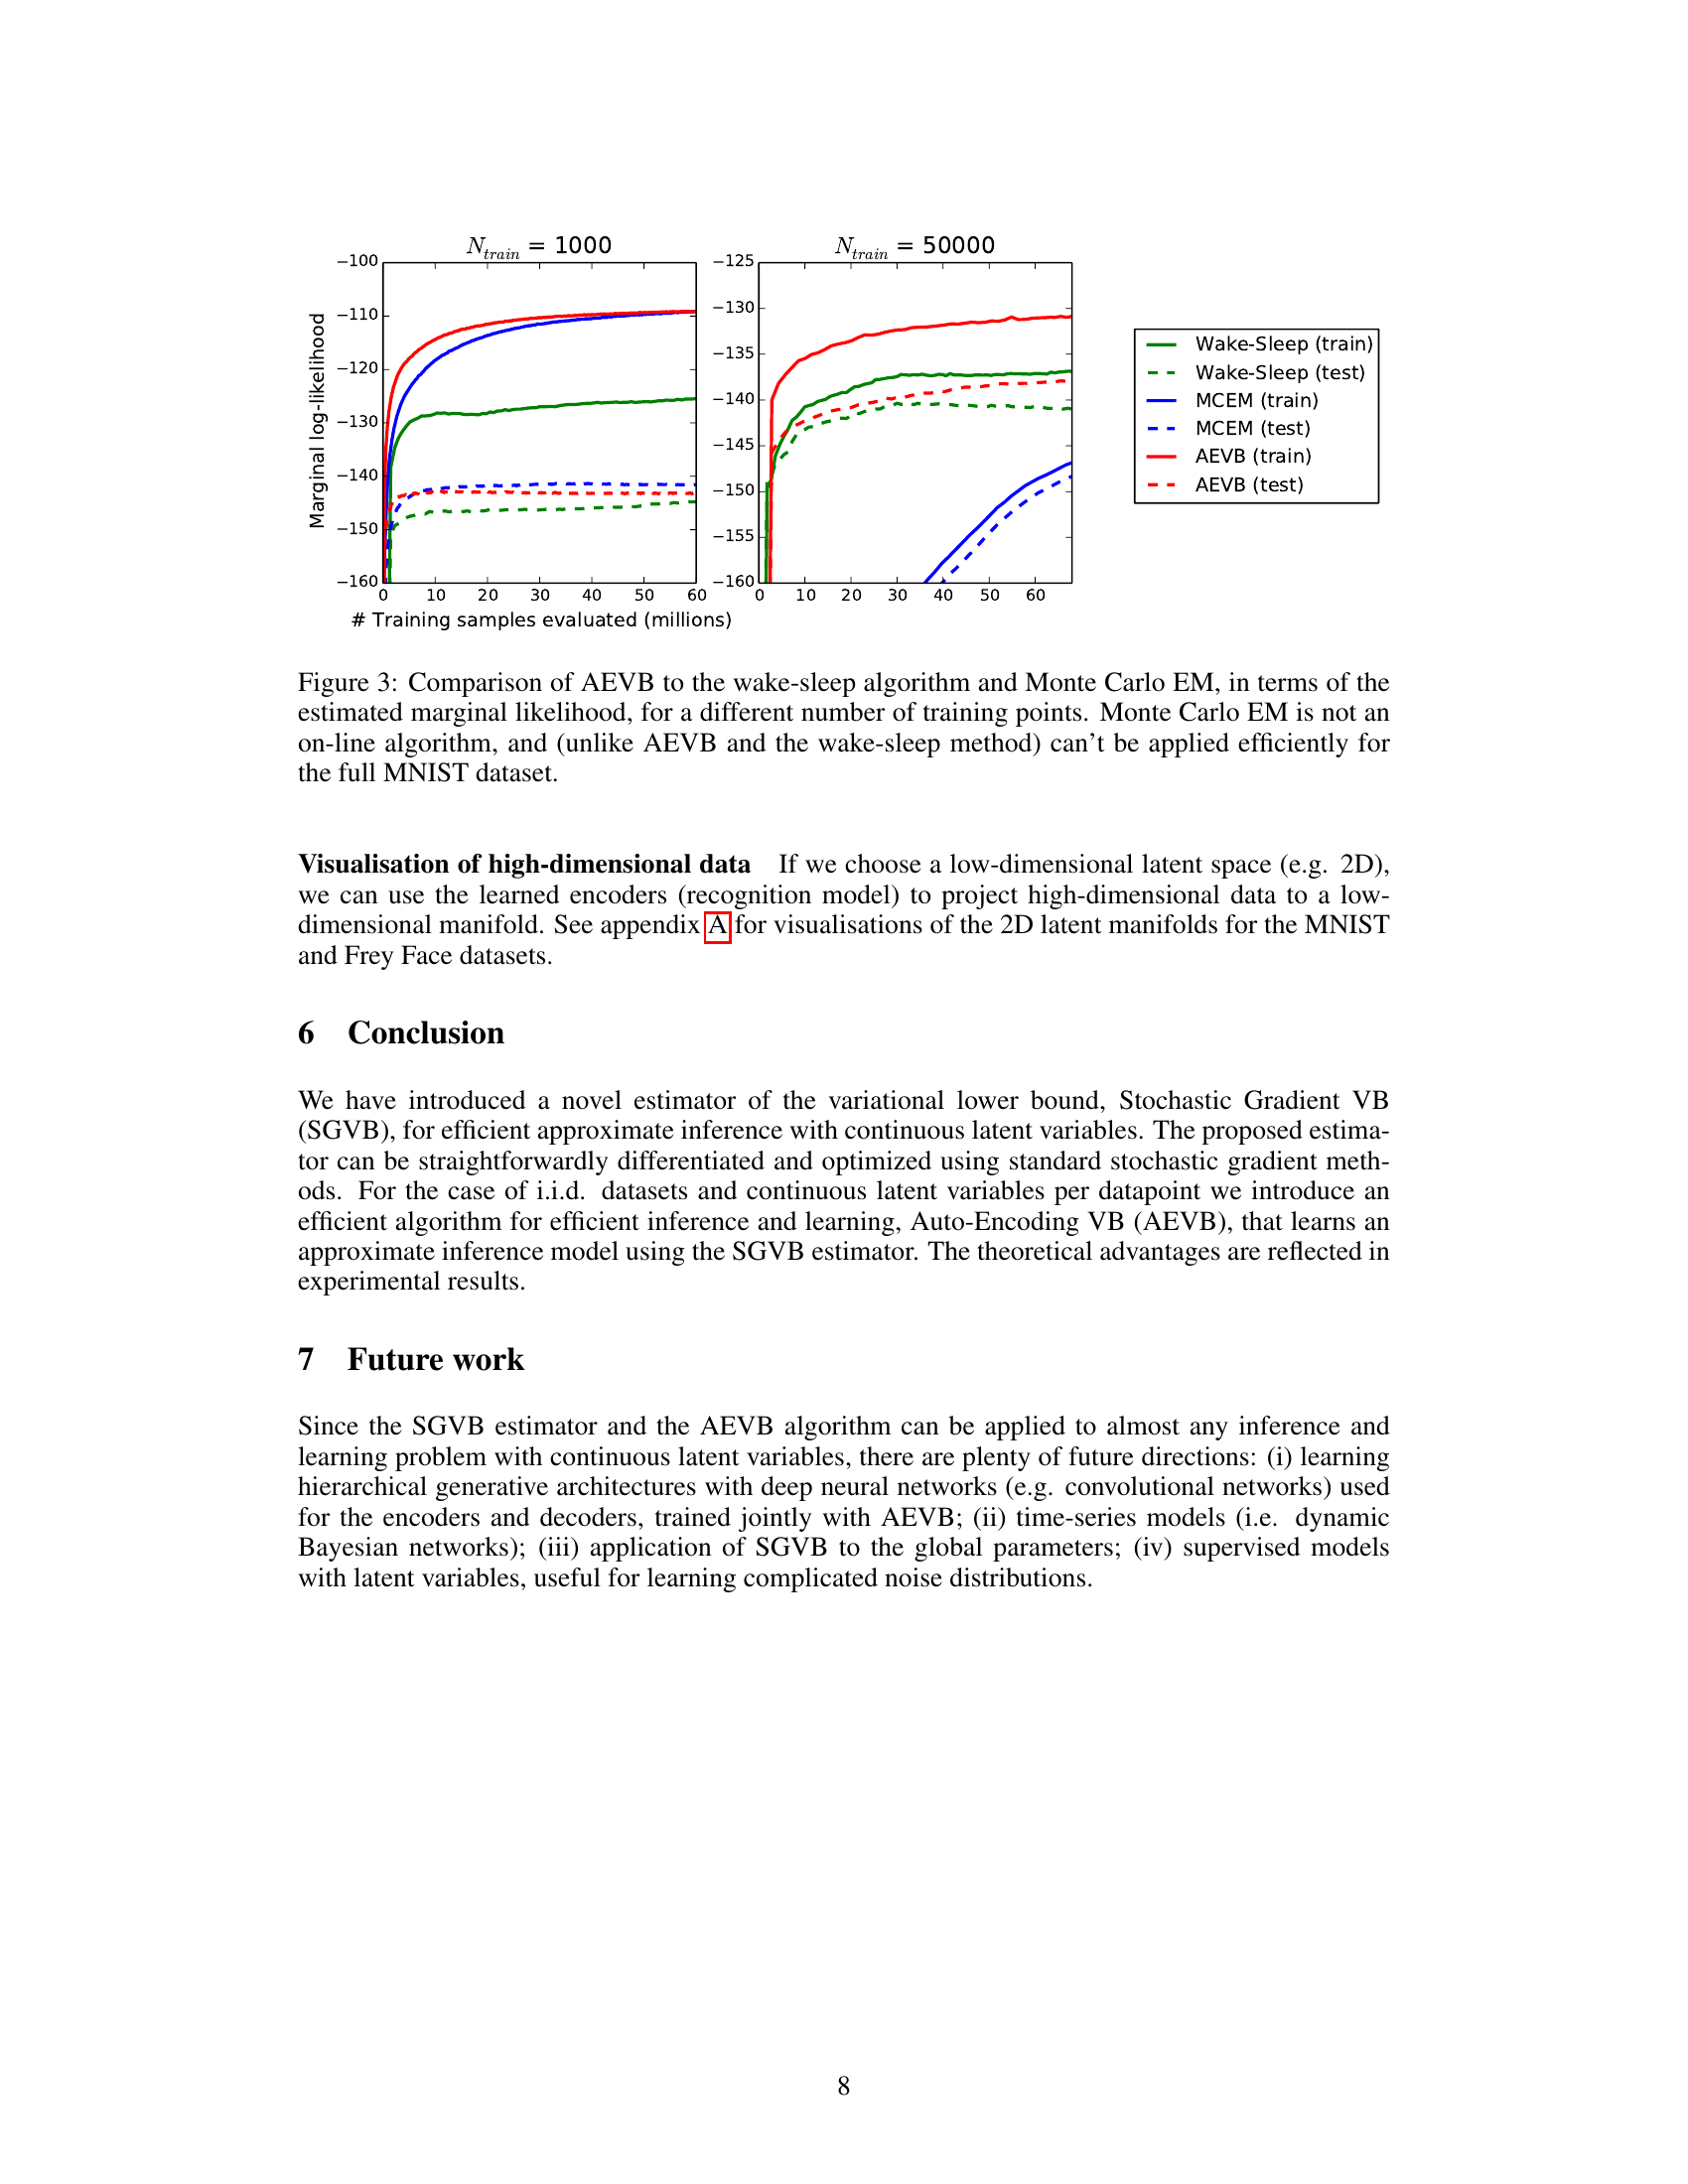 N_train = 1000
N_train = 50000
−100
−110
−120
−130
−140
−150
−160
Marginal log-likelihood
0 10 20 30 40 50 60
# Training samples evaluated (millions)
−125
−130
−135
−140
−145
−150
−155
−160
0 10 20 30 40 50 60
Wake-Sleep (train)
Wake-Sleep (test)
MCEM (train)
MCEM (test)
AEVB (train)
AEVB (test)
Figure 3: Comparison of AEVB to the wake-sleep algorithm and Monte Carlo EM, in terms of the
estimated marginal likelihood, for a different number of training points. Monte Carlo EM is not an
on-line algorithm, and (unlike AEVB and the wake-sleep method) can't be applied efficiently for
the full MNIST dataset.
Visualisation of high-dimensional data If we choose a low-dimensional latent space (e.g. 2D),
we can use the learned encoders (recognition model) to project high-dimensional data to a low-
dimensional manifold. See appendix A for visualisations of the 2D latent manifolds for the MNIST
and Frey Face datasets.
6 Conclusion
We have introduced a novel estimator of the variational lower bound, Stochastic Gradient VB
(SGVB), for efficient approximate inference with continuous latent variables. The proposed estima-
tor can be straightforwardly differentiated and optimized using standard stochastic gradient meth-
ods. For the case of i.i.d. datasets and continuous latent variables per datapoint we introduce an
efficient algorithm for efficient inference and learning, Auto-Encoding VB (AEVB), that learns an
approximate inference model using the SGVB estimator. The theoretical advantages are reflected in
experimental results.
7 Future work
Since the SGVB estimator and the AEVB algorithm can be applied to almost any inference and
learning problem with continuous latent variables, there are plenty of future directions: (i) learning
hierarchical generative architectures with deep neural networks (e.g. convolutional networks) used
for the encoders and decoders, trained jointly with AEVB; (ii) time-series models (i.e. dynamic
Bayesian networks); (iii) application of SGVB to the global parameters; (iv) supervised models
with latent variables, useful for learning complicated noise distributions.
8